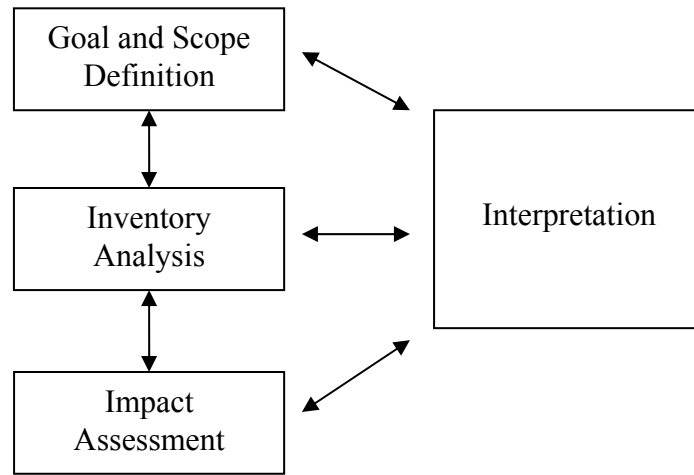 Goal and Scope
Definition
Inventory
Analysis
Impact
Assessment
Interpretation